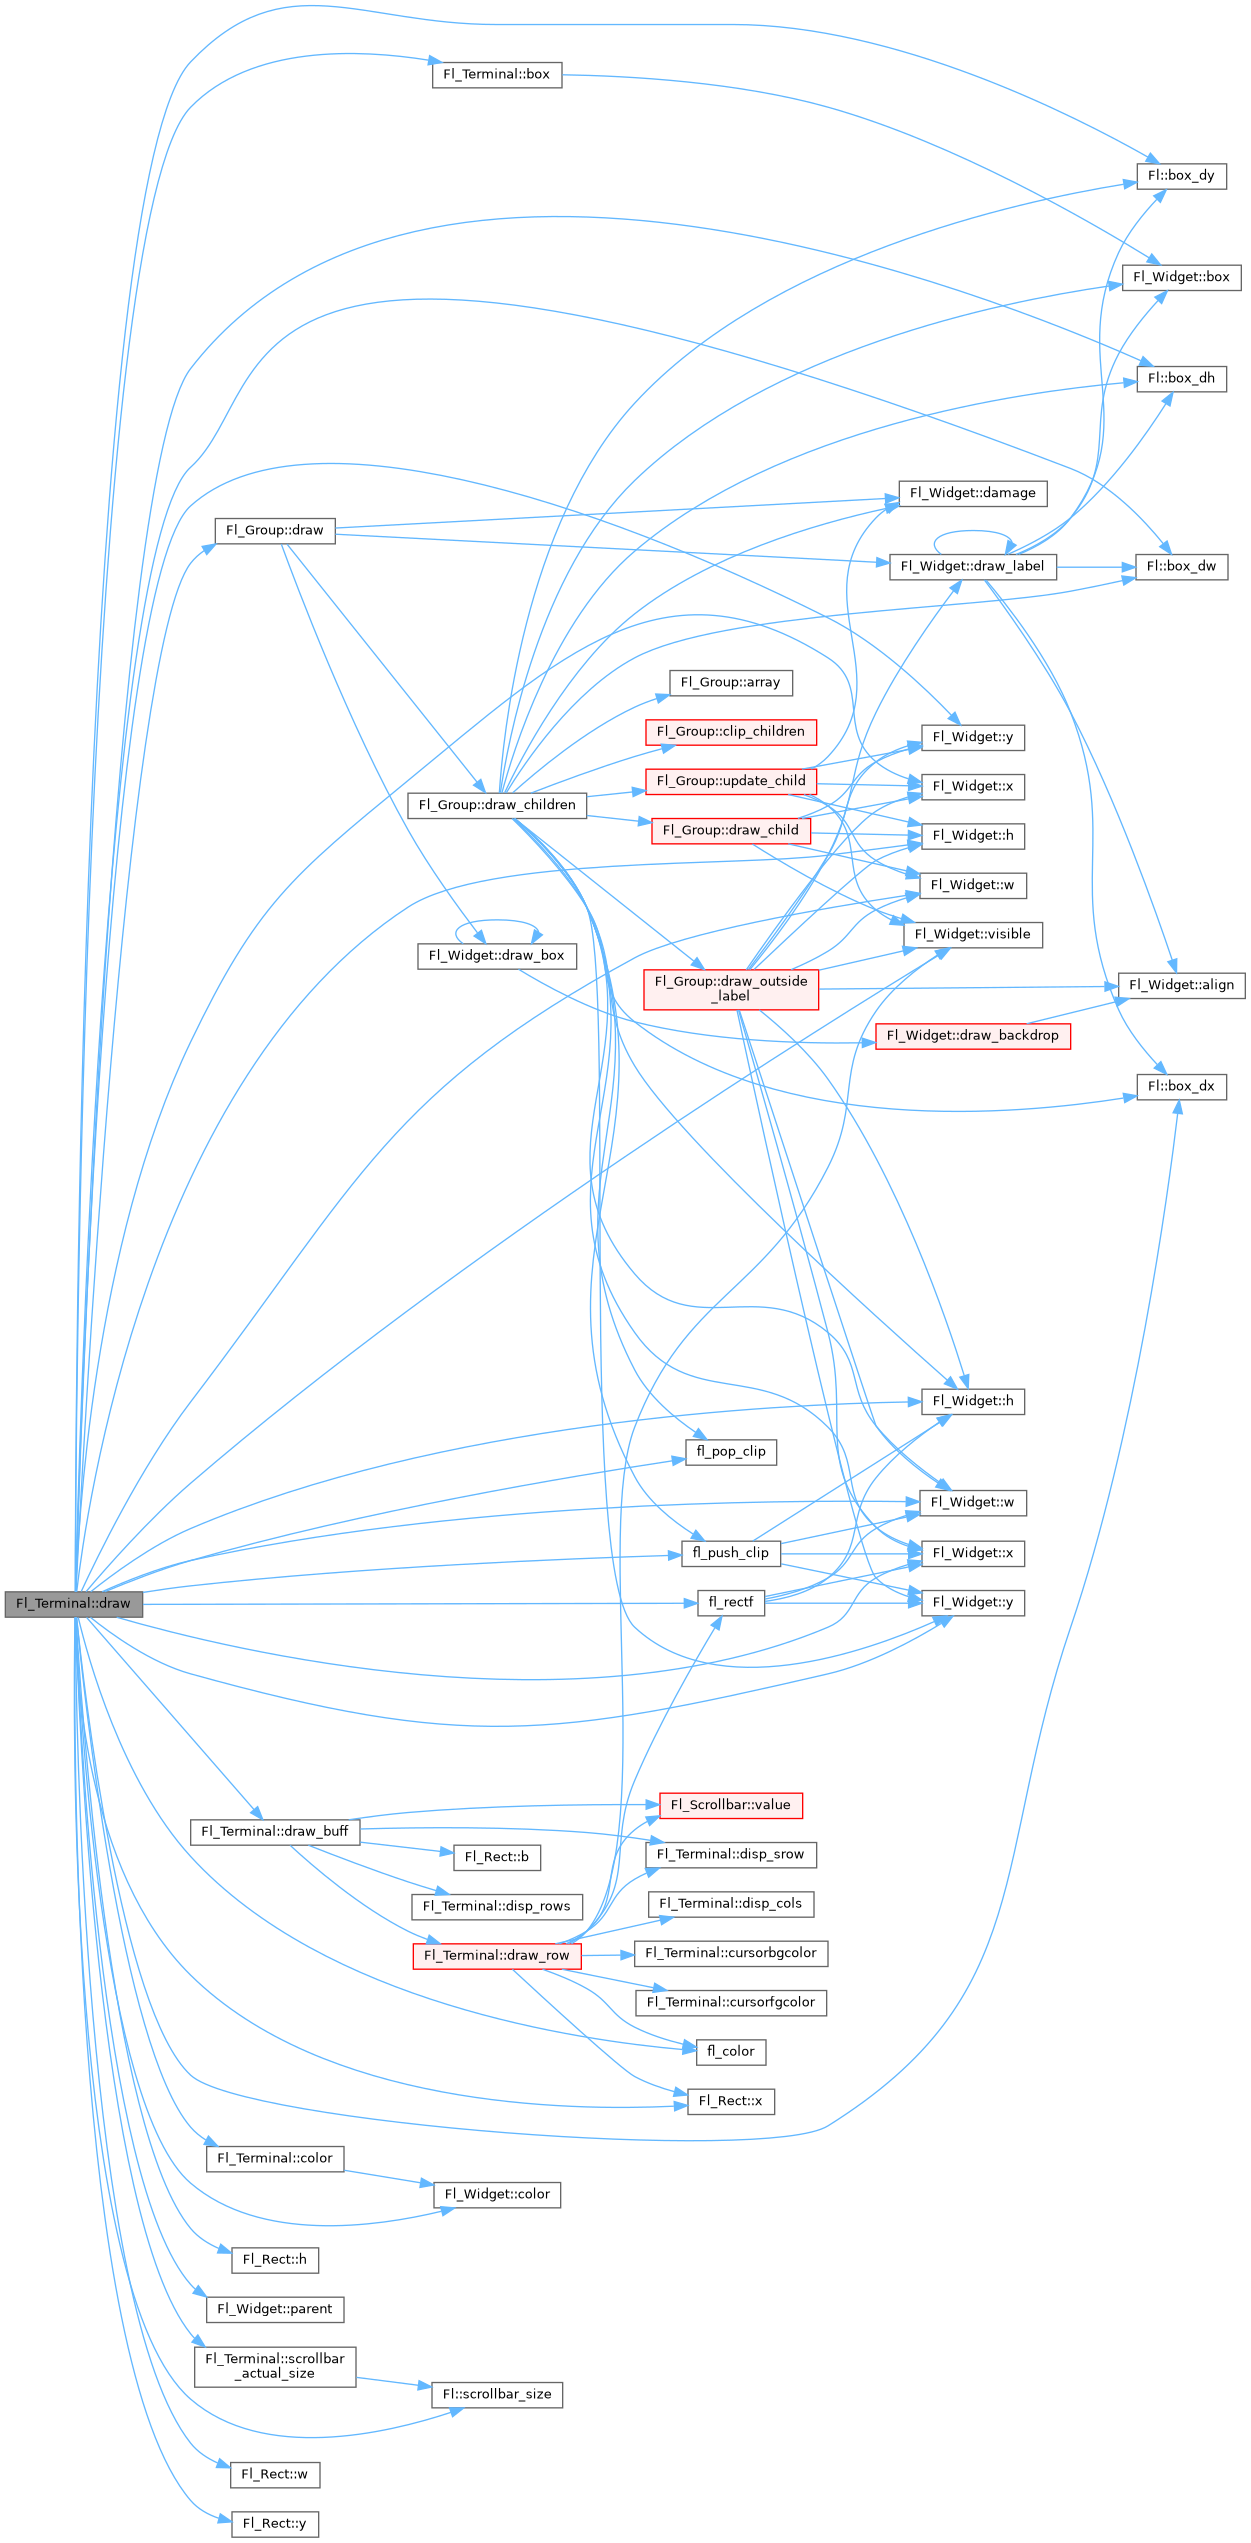 Fl_Terminal::box
Fl::box_dy
Fl_Widget::box
Fl::box_dh
Fl_Widget::damage
Fl_Group::draw
Fl_Widget::draw_label
Fl::box_dw
Fl_Group::array
Fl_Group::clip_children
Fl_Widget::y
Fl_Group::update_child
Fl_Widget::x
Fl_Group::draw_children
Fl_Group::draw_child
Fl_Widget::h
Fl_Widget::w
Fl_Widget::visible
Fl_Widget::draw_box
Fl_Group::draw_outside
_label
Fl_Widget::align
Fl_Widget::draw_backdrop
Fl::box_dx
Fl_Widget::h
fl_pop_clip
Fl_Widget::w
fl_push_clip
Fl_Widget::x
Fl_Terminal::draw
fl_rectf
Fl_Widget::y
Fl_Scrollbar::value
Fl_Terminal::draw_buff
Fl_Rect::b
Fl_Terminal::disp_srow
Fl_Terminal::disp_rows
Fl_Terminal::disp_cols
Fl_Terminal::draw_row
Fl_Terminal::cursorbgcolor
Fl_Terminal::cursorfgcolor
fl_color
Fl_Rect::x
Fl_Terminal::color
Fl_Widget::color
Fl_Rect::h
Fl_Widget::parent
Fl_Terminal::scrollbar
_actual_size
Fl::scrollbar_size
Fl_Rect::w
Fl_Rect::y